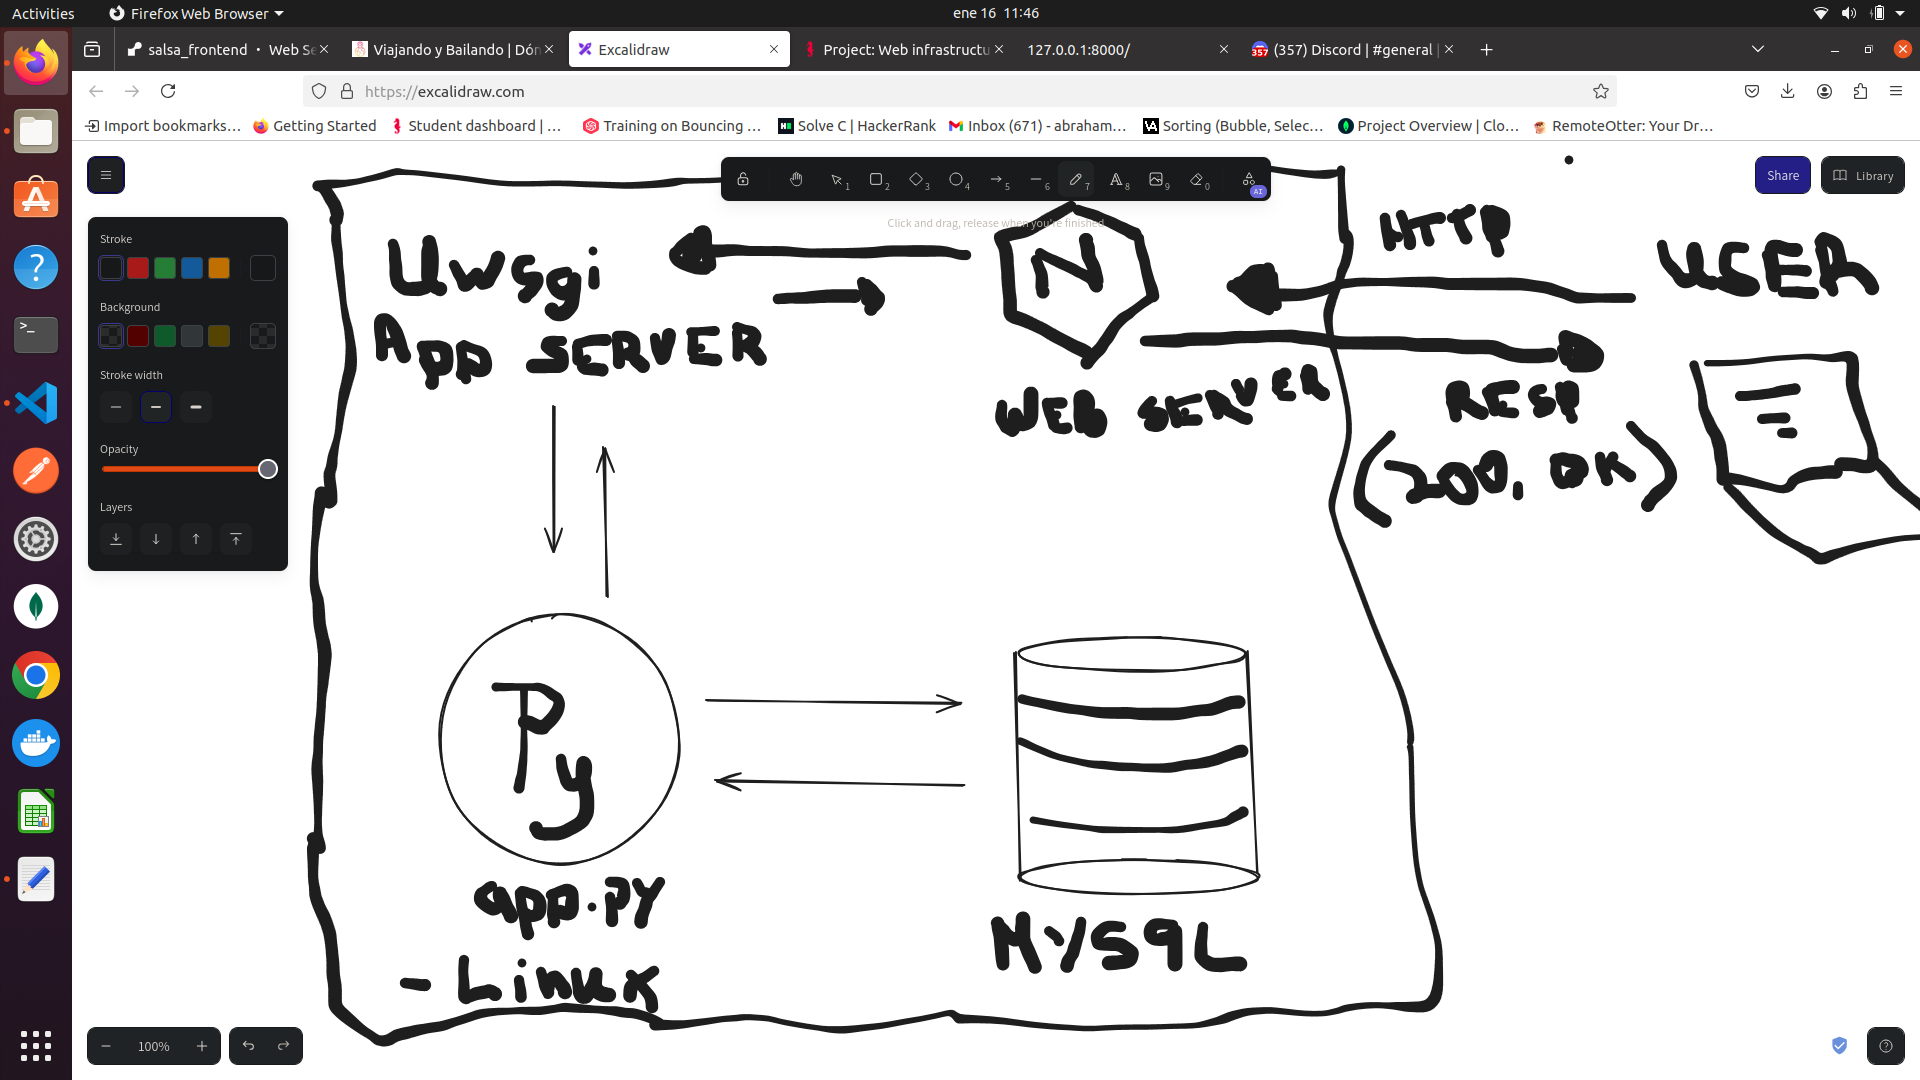 Activities
Firefox Web Browser
ene 16 11:46
salsa_frontend • Web Se
Viajando y Bailando | Dón
Excalidraw
Project: Web infrastructu
127.0.0.1:8000/
357
(357) Discord | #general |
https://excalidraw.com
Import bookmarks...
Getting Started
Student dashboard | ...
Training on Bouncing ...
Solve C | HackerRank
Inbox (671) - abraham...
Sorting (Bubble, Selec...
Project Overview | Clo...
RemoteOtter: Your Dr...
1 2 3 4 5 6 7 A 8 9 0 AI
Share
Library
Click and drag, release when you're finished
Stroke
Background
Stroke width
Opacity
Layers
Uwsgi
App SERVER
N
WEB SERVER
HTTP
USER
RESP
(200, OK)
Py
app.py
- Linux
MYSQL
100%